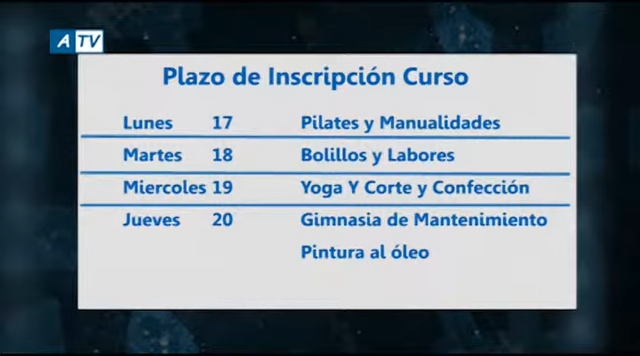 ATV
Plazo de Inscripción Curso
Lunes 17 Pilates y Manualidades
Martes 18 Bolillos y Labores
Miercoles 19 Yoga Y Corte y Confección
Jueves 20 Gimnasia de Mantenimiento
Pintura al óleo